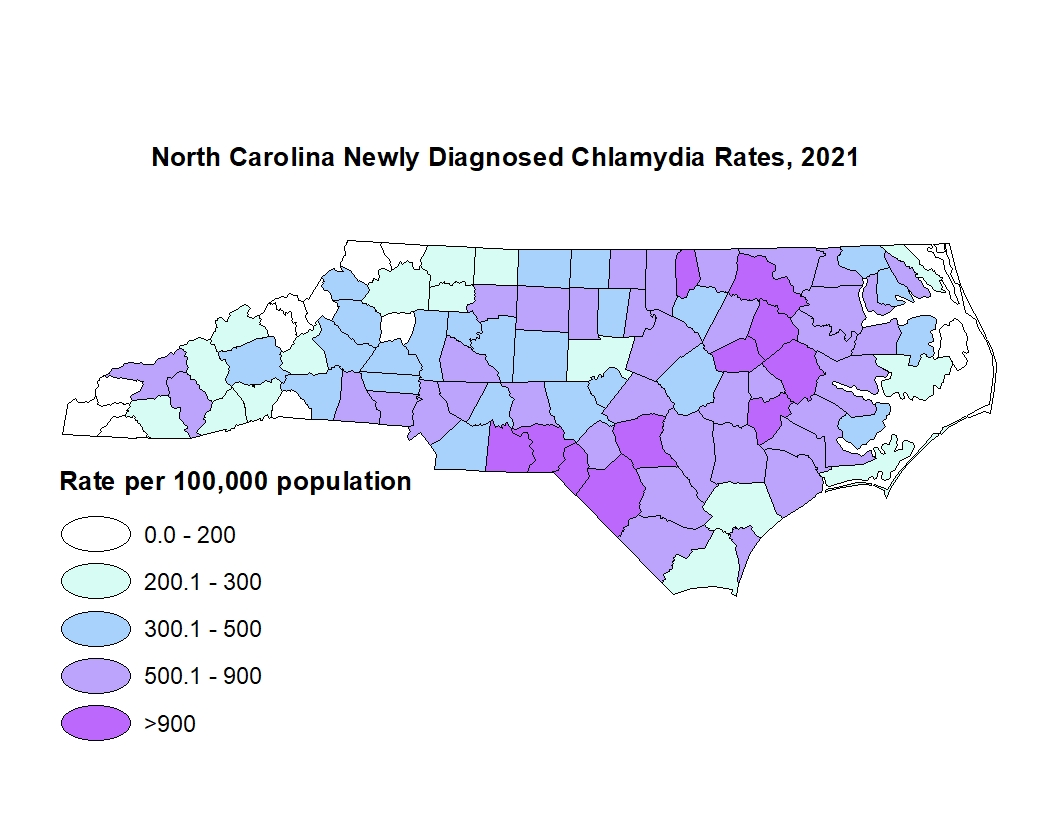 North Carolina Newly Diagnosed Chlamydia Rates, 2021
Rate per 100,000 population
0.0 - 200
200.1 - 300
300.1 - 500
500.1 - 900
>900